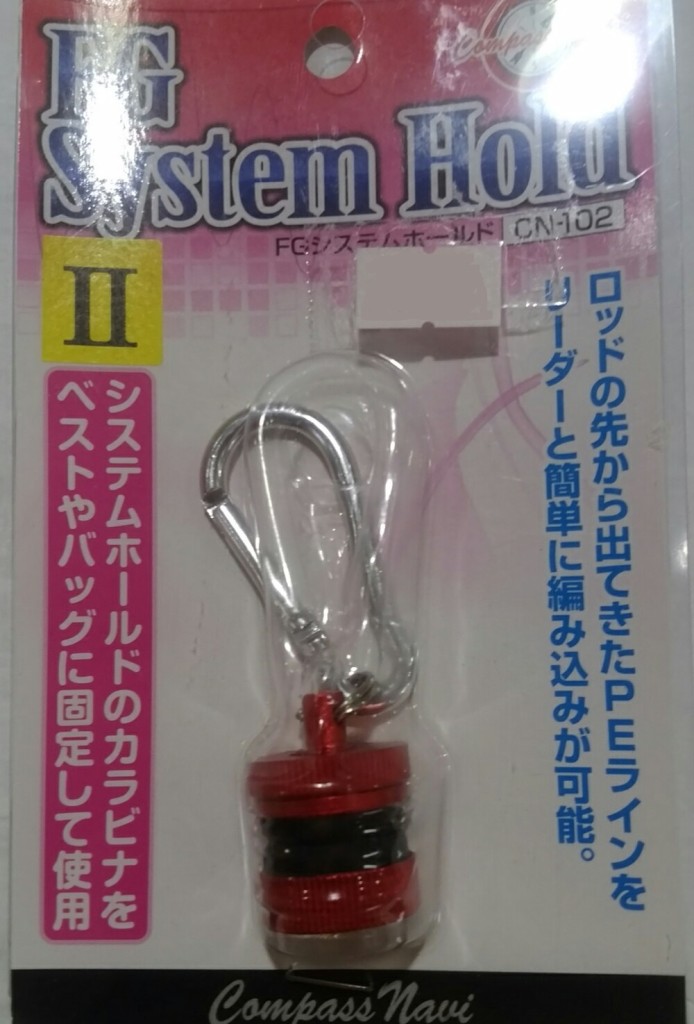 FG
System Hold
FGシステムホールド CN-102
II
ロッドの先から出てきたPEラインを
リーダーと簡単に編み込みが可能。
システムホールドのカラビナを
ベストやバッグに固定して使用
Compass Navi